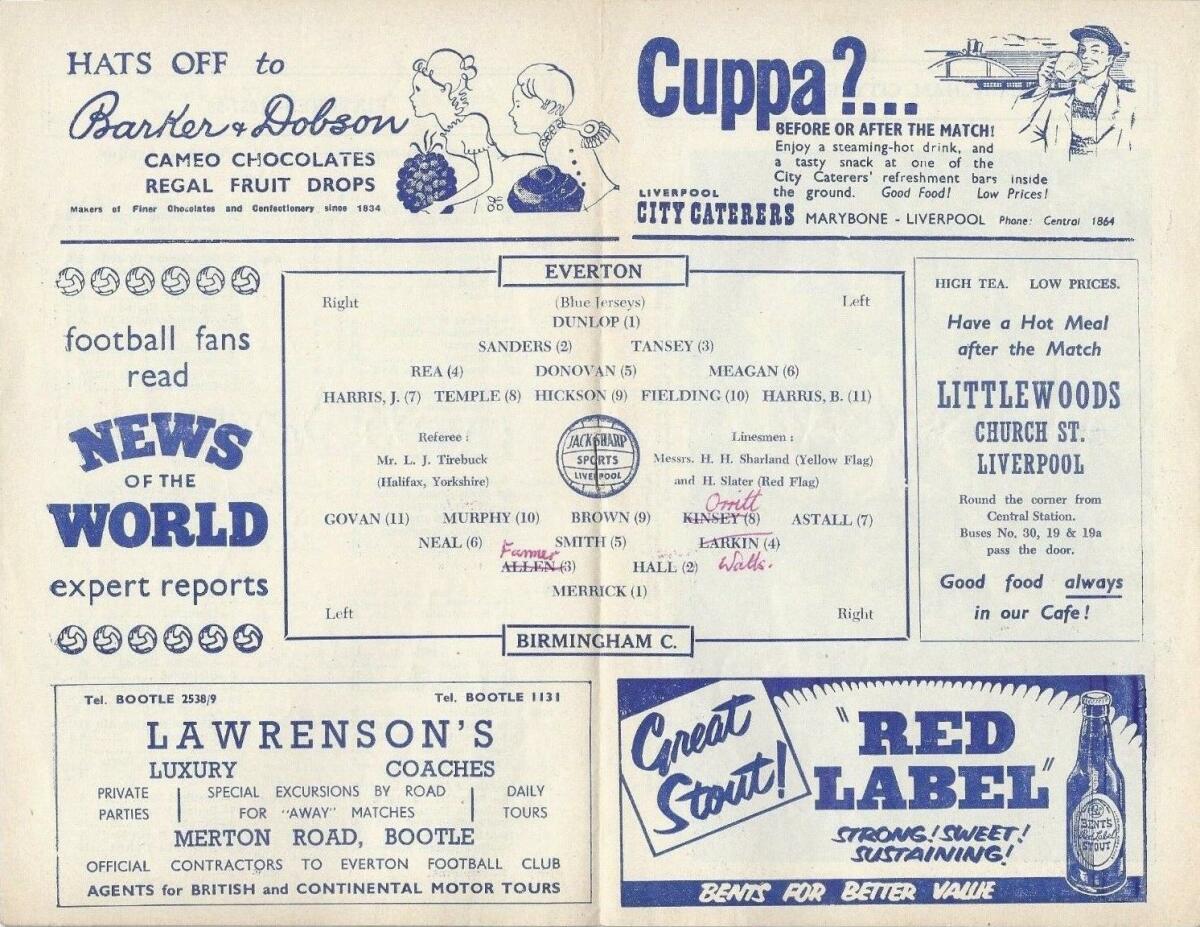 HATS OFF to
Barker & Dobson
CAMEO CHOCOLATES
REGAL FRUIT DROPS
Makers of Finer Chocolates and Confectionery since 1834
Cuppa?...
BEFORE OR AFTER THE MATCH!
Enjoy a steaming-hot drink, and
a tasty snack at one of the
City Caterers' refreshment bars inside
the ground. Good Food! Low Prices!
LIVERPOOL
CITY CATERERS MARYBONE - LIVERPOOL Phone: Central 1864
football fans
read
NEWS
OF THE
WORLD
expert reports
EVERTON
Right (Blue Jerseys) Left
DUNLOP (1)
SANDERS (2) TANSEY (3)
REA (4) DONOVAN (5) MEAGAN (6)
HARRIS, J. (7) TEMPLE (8) HICKSON (9) FIELDING (10) HARRIS, B. (11)
Referee :
Mr. L. J. Tirebuck
(Halifax, Yorkshire)
JACK SHARP
SPORTS
LIVERPOOL
Linesmen :
Messrs. H. H. Sharland (Yellow Flag)
and H. Slater (Red Flag)
Orritt
GOVAN (11) MURPHY (10) BROWN (9) KINSEY (8) ASTALL (7)
NEAL (6) SMITH (5) LARKIN (4)
Farmer
ALLEN (3) HALL (2) Watts.
MERRICK (1)
Left Right
BIRMINGHAM C.
HIGH TEA. LOW PRICES.
Have a Hot Meal
after the Match
LITTLEWOODS
CHURCH ST.
LIVERPOOL
Round the corner from
Central Station.
Buses No. 30, 19 & 19a
pass the door.
Good food always
in our Cafe!
Tel. BOOTLE 2538/9 Tel. BOOTLE 1131
LAWRENSON'S
LUXURY COACHES
PRIVATE PARTIES
SPECIAL EXCURSIONS BY ROAD
FOR "AWAY" MATCHES
DAILY TOURS
MERTON ROAD, BOOTLE
OFFICIAL CONTRACTORS TO EVERTON FOOTBALL CLUB
AGENTS for BRITISH and CONTINENTAL MOTOR TOURS
Great
Stout!
"RED
LABEL"
STRONG! SWEET!
SUSTAINING!
BENTS
Red Label
STOUT
BENTS FOR BETTER VALUE